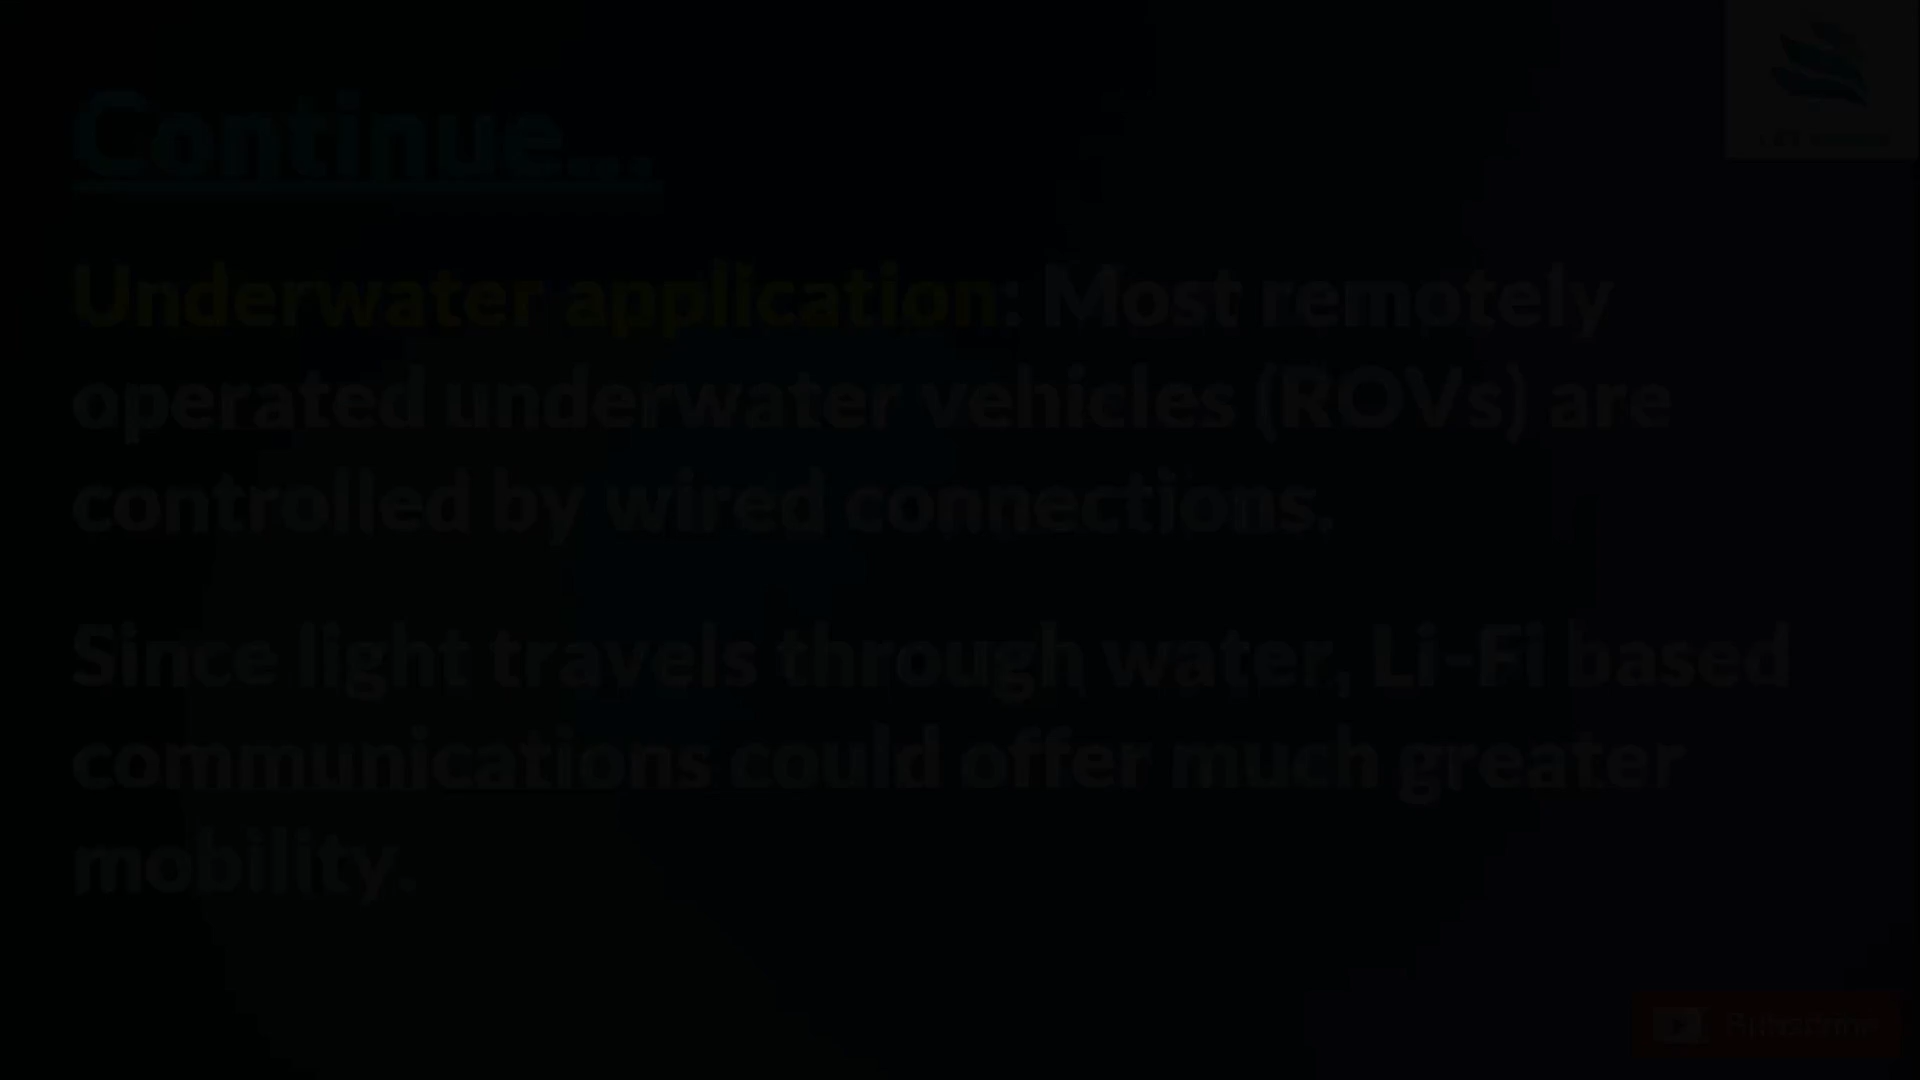 Continue...
Underwater application: Most remotely
operated underwater vehicles (ROVs) are
controlled by wired connections.
Since light travels through water, Li-Fi based
communications could offer much greater
mobility.